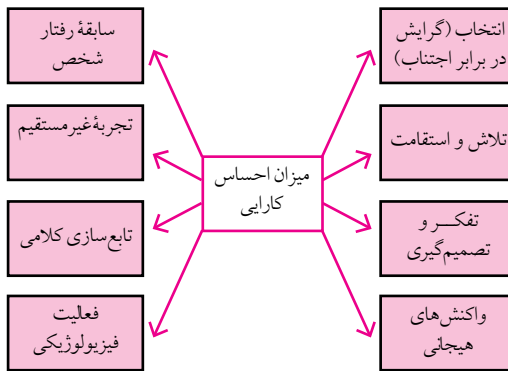 انتخاب (گرایش
در برابر اجتناب)
تلاش و استقامت
تفکر و
تصمیم‌گیری
واکنش‌های
هیجانی
میزان احساس
کارایی
سابقهٔ رفتار
شخص
تجربهٔ غیرمستقیم
تابع‌سازی کلامی
فعالیت
فیزیولوژیکی